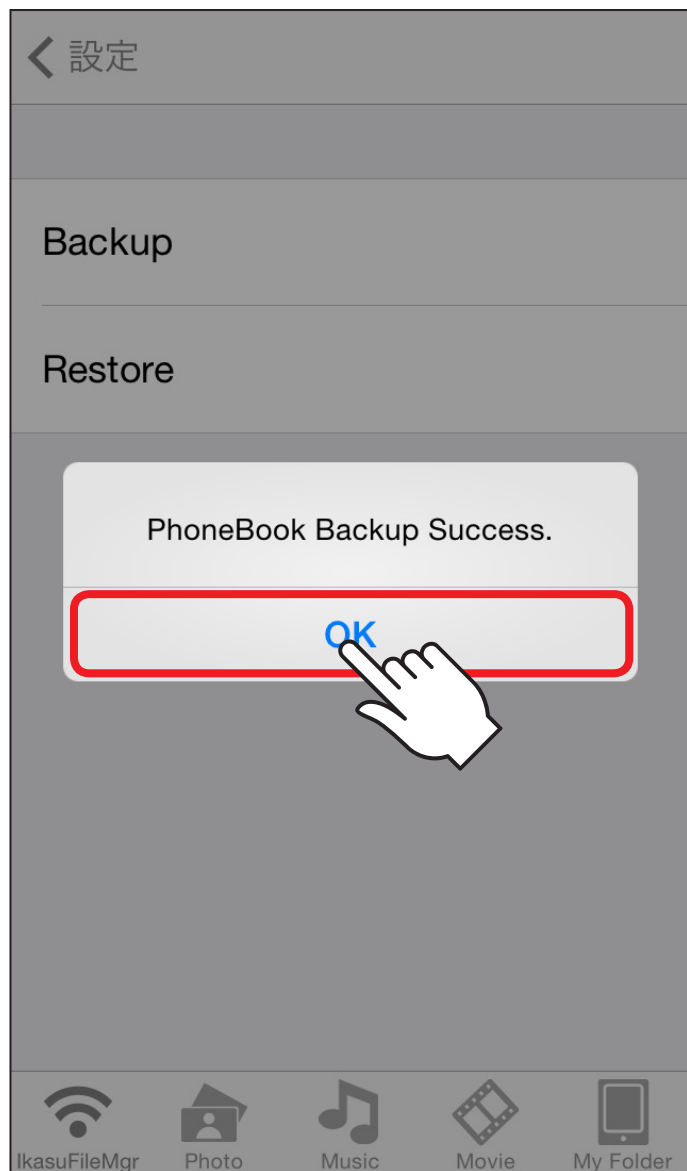 設定
Backup
Restore
PhoneBook Backup Success.
OK
IkasuFileMgr Photo Music Movie My Folder